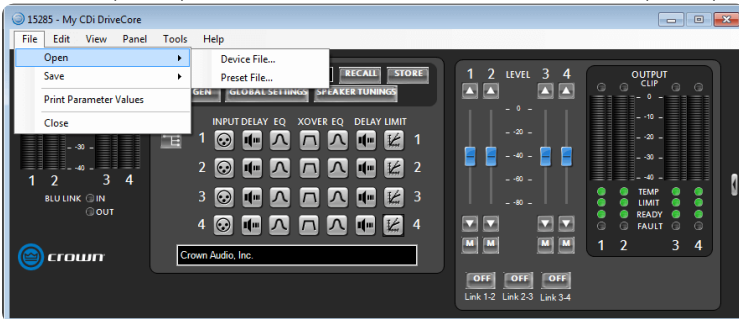 15285 - My CDi DriveCore
File Edit View Panel Tools Help
Open
Save
Print Parameter Values
Close
Device File...
Preset File...
RECALL STORE
GEN GLOBAL SETTINGS SPEAKER TUNINGS
INPUT DELAY EQ XOVER EQ DELAY LIMIT
1 1
2 2
3 3
4 4
Crown Audio, Inc.
- 30 -
-40
1 2 3 4
BLU LINK IN
OUT
crown
1 2 LEVEL 3 4
- 0 -
-20 -
- 40 -
- 60 -
- 80 -
M M M M
OFF OFF OFF
Link 1-2 Link 2-3 Link 3-4
OUTPUT
CLIP
- 0 -
- 10 -
-20 -
- 30 -
- 40 -
TEMP
LIMIT
READY
FAULT
1 2 3 4